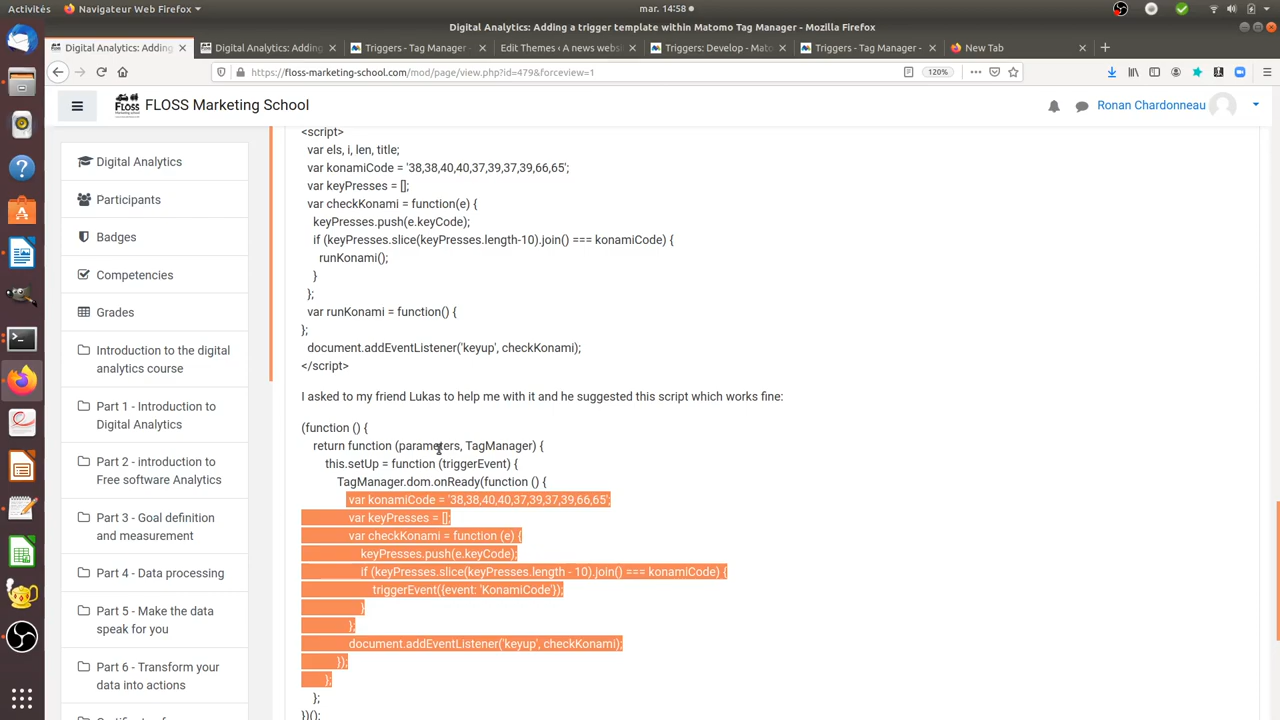 Activités
Navigateur Web Firefox
mar. 14:58
Digital Analytics: Adding a trigger template within Matomo Tag Manager - Mozilla Firefox
Digital Analytics: Adding
Digital Analytics: Adding
Triggers - Tag Manager -
Edit Themes ‹ A news websi
Triggers: Develop - Matomo
Triggers - Tag Manager -
New Tab
https://floss-marketing-school.com/mod/page/view.php?id=479&forceview=1
120%
FLOSS Marketing School
Ronan Chardonneau
Digital Analytics
Participants
Badges
Competencies
Grades
Introduction to the digital
analytics course
Part 1 - Introduction to
Digital Analytics
Part 2 - introduction to
Free software Analytics
Part 3 - Goal definition
and measurement
Part 4 - Data processing
Part 5 - Make the data
speak for you
Part 6 - Transform your
data into actions
<script>
var els, i, len, title;
var konamiCode = '38,38,40,40,37,39,37,39,66,65';
var keyPresses = [];
var checkKonami = function(e) {
keyPresses.push(e.keyCode);
if (keyPresses.slice(keyPresses.length-10).join() === konamiCode) {
runKonami();
}
};
var runKonami = function() {
};
document.addEventListener('keyup', checkKonami);
</script>
I asked to my friend Lukas to help me with it and he suggested this script which works fine:
(function () {
return function (parameters, TagManager) {
this.setUp = function (triggerEvent) {
TagManager.dom.onReady(function () {
var konamiCode = '38,38,40,40,37,39,37,39,66,65';
var keyPresses = [];
var checkKonami = function (e) {
keyPresses.push(e.keyCode);
if (keyPresses.slice(keyPresses.length - 10).join() === konamiCode) {
triggerEvent({event: 'KonamiCode'});
}
};
document.addEventListener('keyup', checkKonami);
});
};
};
})();